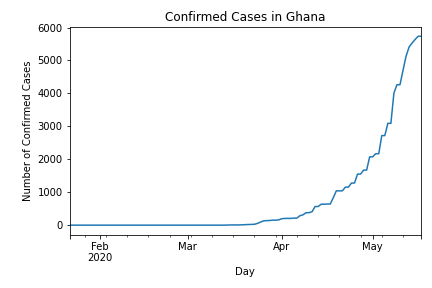 Confirmed Cases in Ghana
6000
5000
4000
3000
2000
1000
0
Number of Confirmed Cases
Feb Mar Apr May
2020
Day